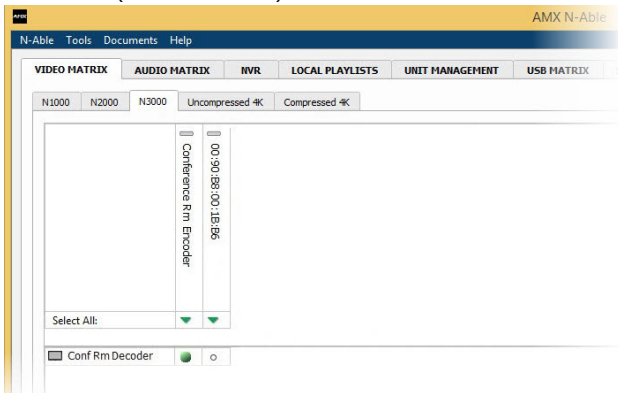 AMX
AMX N-Able
N-Able Tools Documents Help
VIDEO MATRIX AUDIO MATRIX NVR LOCAL PLAYLISTS UNIT MANAGEMENT USB MATRIX
N1000 N2000 N3000 Uncompressed 4K Compressed 4K
Conference Rm Encoder
00:90:B8:00:1B:B6
Select All:
Conf Rm Decoder